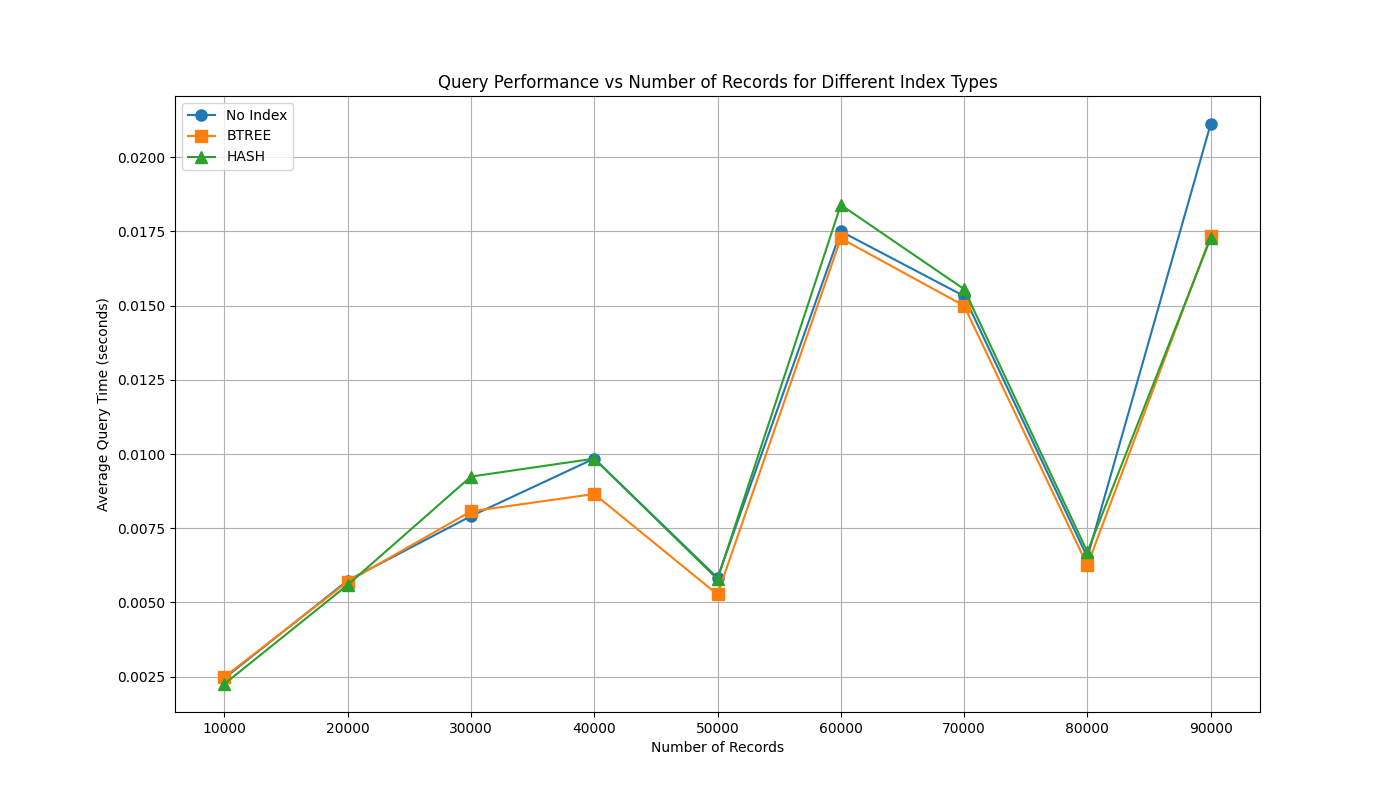 Query Performance vs Number of Records for Different Index Types
No Index
BTREE
HASH
Average Query Time (seconds)
0.0200
0.0175
0.0150
0.0125
0.0100
0.0075
0.0050
0.0025
10000 20000 30000 40000 50000 60000 70000 80000 90000
Number of Records